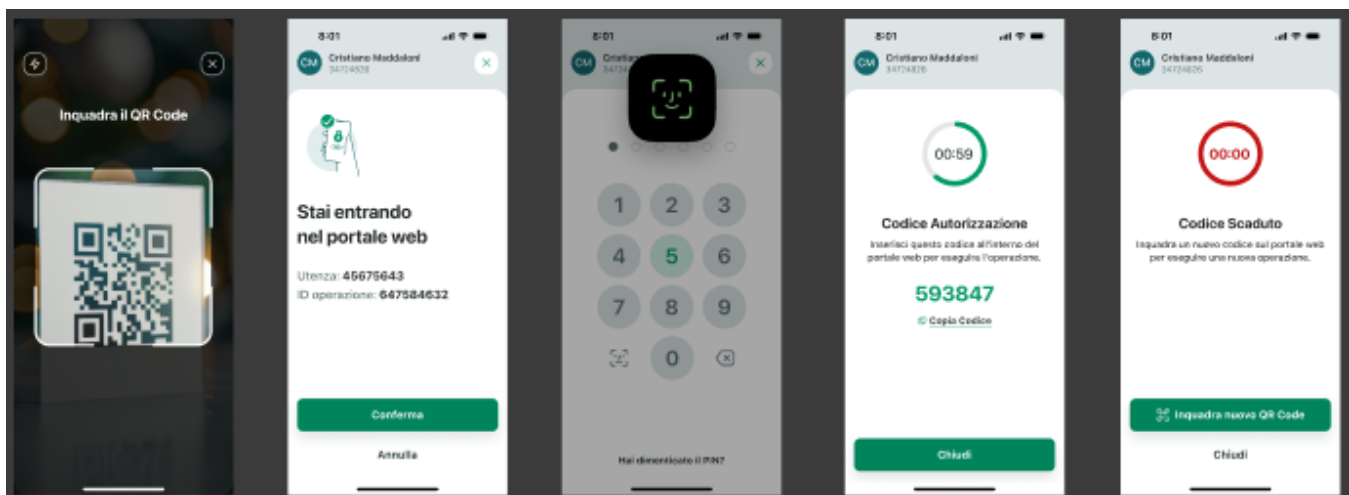 Inquadra il QR Code
8:01
CM
Cristiano Maddaloni
34724826
Stai entrando
nel portale web
Utenza: 45675643
ID operazione: 647584632
Conferma
Annulla
8:01
CM
1 2 3
4 5 6
7 8 9
0
Hai dimenticato il PIN?
8:01
CM
Cristiano Maddaloni
34724826
00:59
Codice Autorizzazione
Inserisci questo codice all'interno del
portale web per eseguire l'operazione.
593847
Copia Codice
Chiudi
8:01
CM
Cristiano Maddaloni
34724826
00:00
Codice Scaduto
Inquadra un nuovo codice sul portale web
per eseguire una nuova operazione.
Inquadra nuovo QR Code
Chiudi